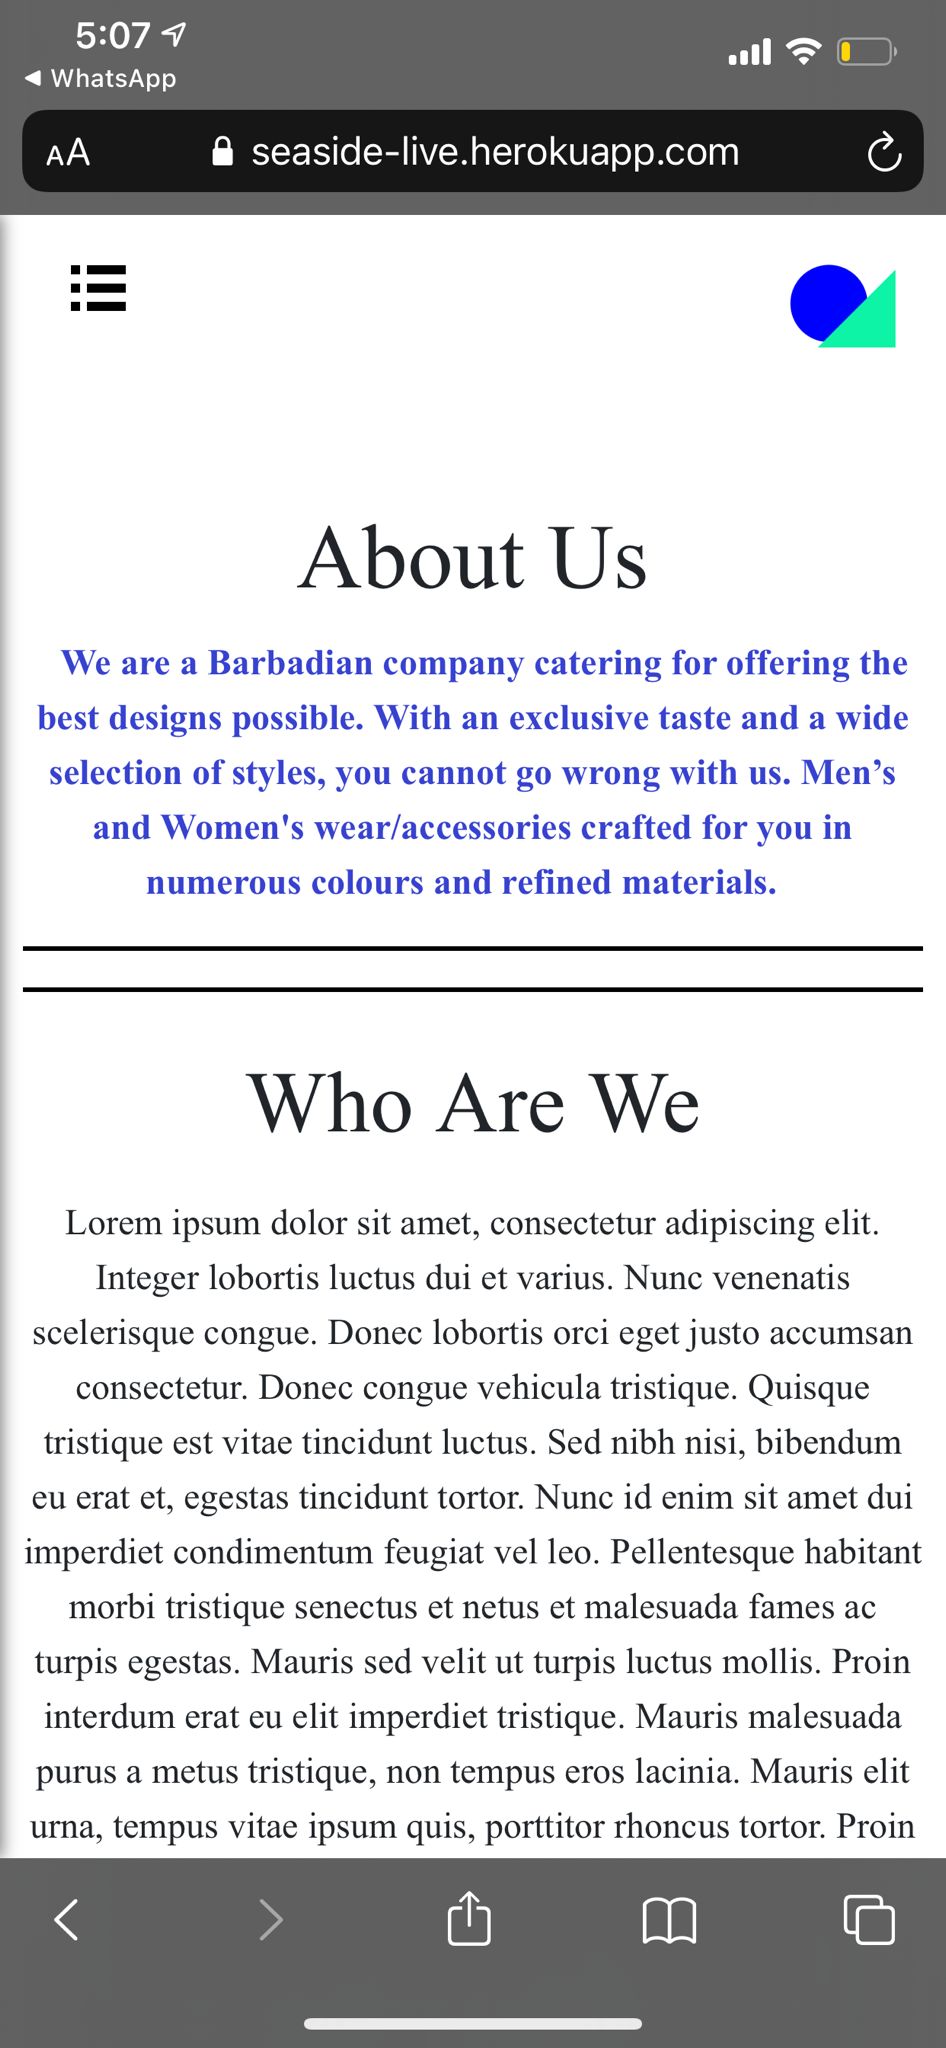 5:07
WhatsApp
AA seaside-live.herokuapp.com
About Us
We are a Barbadian company catering for offering the
best designs possible. With an exclusive taste and a wide
selection of styles, you cannot go wrong with us. Men’s
and Women's wear/accessories crafted for you in
numerous colours and refined materials.
Who Are We
Lorem ipsum dolor sit amet, consectetur adipiscing elit.
Integer lobortis luctus dui et varius. Nunc venenatis
scelerisque congue. Donec lobortis orci eget justo accumsan
consectetur. Donec congue vehicula tristique. Quisque
tristique est vitae tincidunt luctus. Sed nibh nisi, bibendum
eu erat et, egestas tincidunt tortor. Nunc id enim sit amet dui
imperdiet condimentum feugiat vel leo. Pellentesque habitant
morbi tristique senectus et netus et malesuada fames ac
turpis egestas. Mauris sed velit ut turpis luctus mollis. Proin
interdum erat eu elit imperdiet tristique. Mauris malesuada
purus a metus tristique, non tempus eros lacinia. Mauris elit
urna, tempus vitae ipsum quis, porttitor rhoncus tortor. Proin